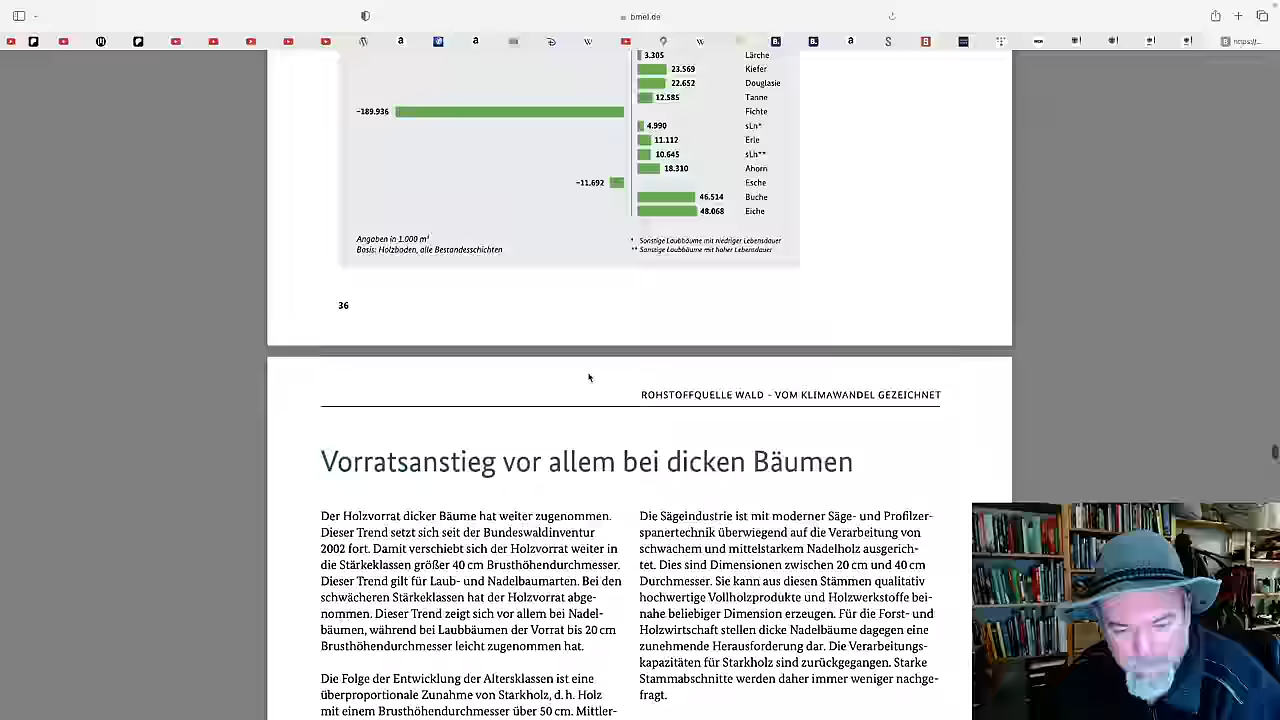 bmel.de
https://...
3.305 Lärche
23.569 Kiefer
22.652 Douglasie
12.585 Tanne
-189.936 Fichte
4.990 sLn*
11.112 Erle
10.645 sLh**
18.310 Ahorn
-11.692 Esche
46.514 Buche
48.068 Eiche
Angaben in 1.000 m³
Basis: Holzboden, alle Bestandesschichten
* Sonstige Laubbäume mit niedriger Lebensdauer
** Sonstige Laubbäume mit hoher Lebensdauer
36
ROHSTOFFQUELLE WALD - VOM KLIMAWANDEL GEZEICHNET
Vorratsanstieg vor allem bei dicken Bäumen
Der Holzvorrat dicker Bäume hat weiter zugenommen.
Dieser Trend setzt sich seit der Bundeswaldinventur
2002 fort. Damit verschiebt sich der Holzvorrat weiter in
die Stärkeklassen größer 40 cm Brusthöhendurchmesser.
Dieser Trend gilt für Laub- und Nadelbaumarten. Bei den
schwächeren Stärkeklassen hat der Holzvorrat abge-
nommen. Dieser Trend zeigt sich vor allem bei Nadel-
bäumen, während bei Laubbäumen der Vorrat bis 20 cm
Brusthöhendurchmesser leicht zugenommen hat.
Die Folge der Entwicklung der Altersklassen ist eine
überproportionale Zunahme von Starkholz, d. h. Holz
mit einem Brusthöhendurchmesser über 50 cm. Mittler-
Die Sägeindustrie ist mit moderner Säge- und Profilzer-
spanertechnik überwiegend auf die Verarbeitung von
schwachem und mittelstarkem Nadelholz ausgerich-
tet. Dies sind Dimensionen zwischen 20 cm und 40 cm
Durchmesser. Sie kann aus diesen Stämmen qualitativ
hochwertige Vollholzprodukte und Holzwerkstoffe bei-
nahe beliebiger Dimension erzeugen. Für die Forst- und
Holzwirtschaft stellen dicke Nadelbäume dagegen eine
zunehmende Herausforderung dar. Die Verarbeitungs-
kapazitäten für Starkholz sind zurückgegangen. Starke
Stammabschnitte werden daher immer weniger nachge-
fragt.